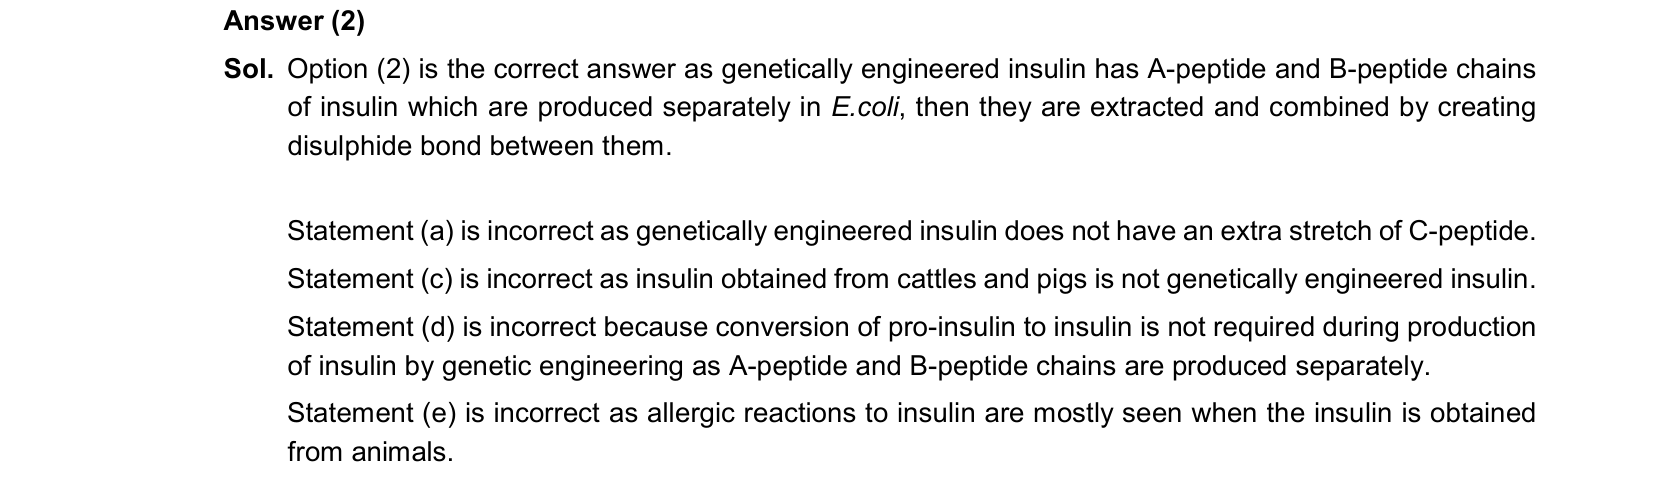 Answer (2)
Sol. Option (2) is the correct answer as genetically engineered insulin has A-peptide and B-peptide chains
of insulin which are produced separately in E.coli, then they are extracted and combined by creating
disulphide bond between them.
Statement (a) is incorrect as genetically engineered insulin does not have an extra stretch of C-peptide.
Statement (c) is incorrect as insulin obtained from cattles and pigs is not genetically engineered insulin.
Statement (d) is incorrect because conversion of pro-insulin to insulin is not required during production
of insulin by genetic engineering as A-peptide and B-peptide chains are produced separately.
Statement (e) is incorrect as allergic reactions to insulin are mostly seen when the insulin is obtained
from animals.